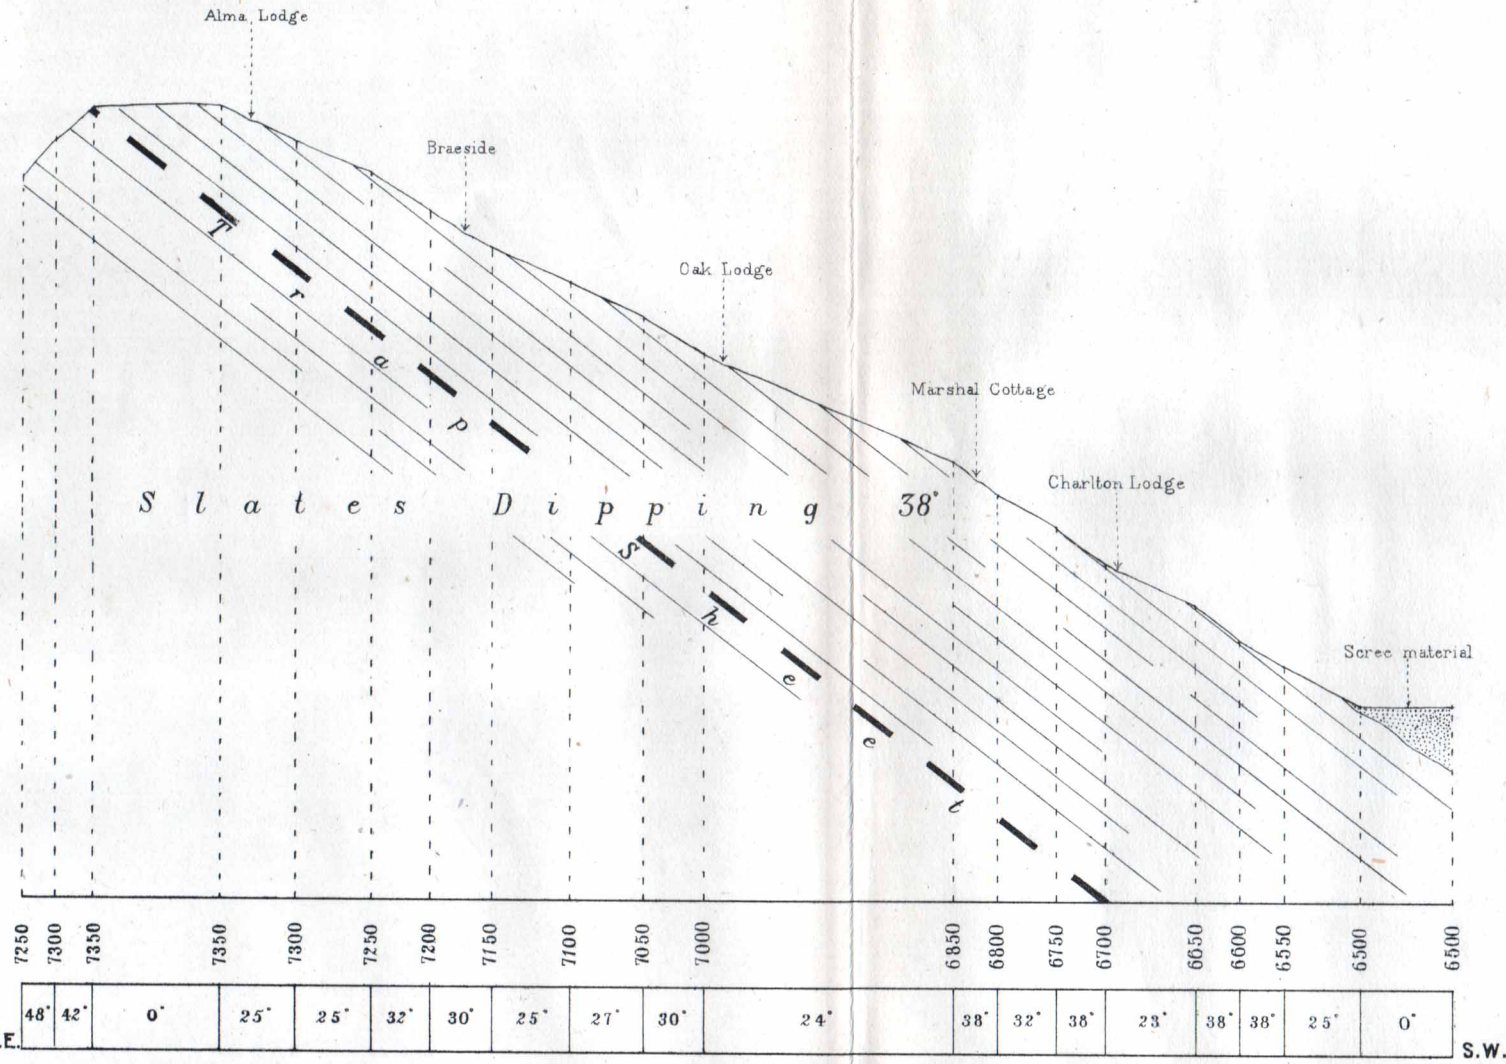 Alma Lodge
Braeside
Oak Lodge
Marshal Cottage
Charlton Lodge
Scree material
Trap
Slates Dipping 38°
Sheet
7250 7300 7350 7350 7300 7250 7200 7150 7100 7050 7000 6850 6800 6750 6700 6650 6600 6550 6500 6500
48° 42° 0° 25° 25° 32° 30° 25° 27° 30° 24° 38° 32° 38° 23° 38° 38° 25° 0°
.E. S.W.